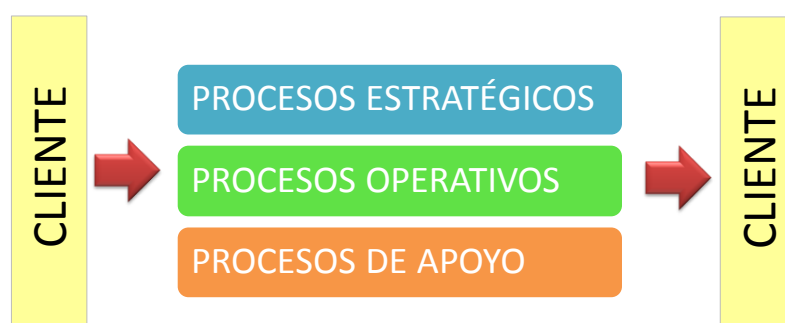 CLIENTE
PROCESOS ESTRATÉGICOS
PROCESOS OPERATIVOS
PROCESOS DE APOYO
CLIENTE